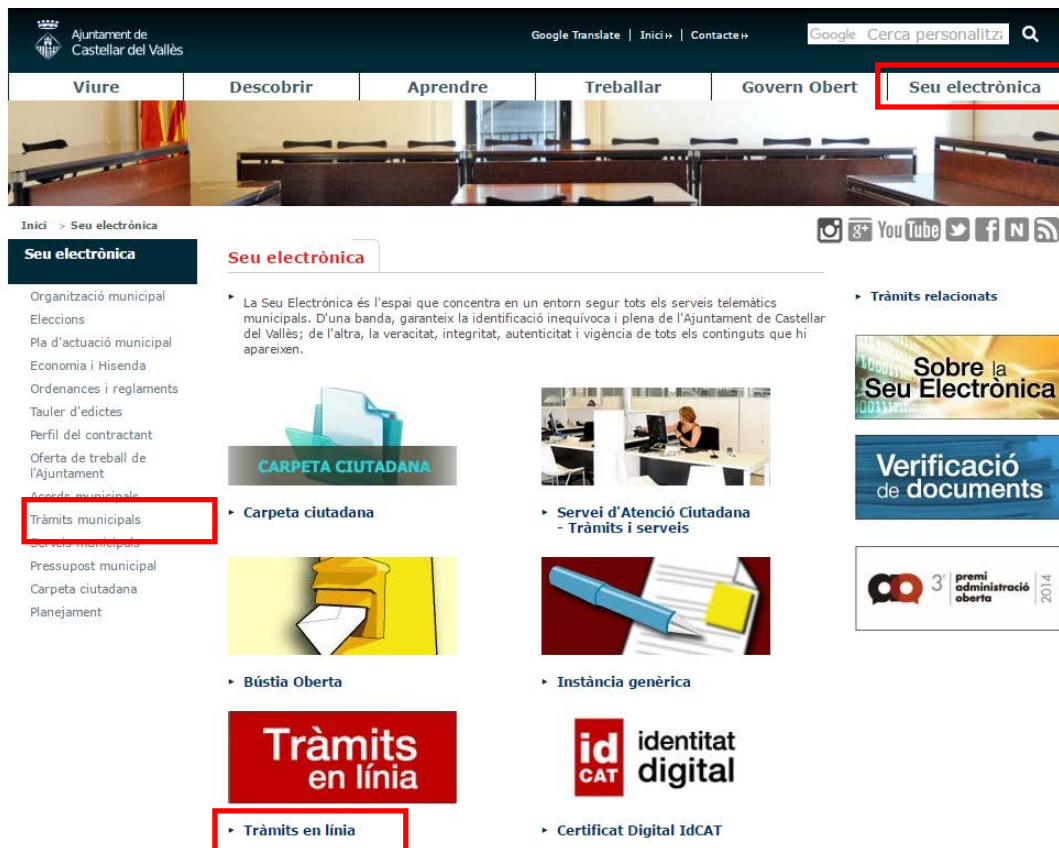 Ajuntament de
Castellar del Vallès
Google Translate | Inici | Contacte
Google Cerca personalitz
Viure
Descobrir
Aprendre
Treballar
Govern Obert
Seu electrònica
Inici > Seu electrònica
You Tube
Seu electrònica
Organització municipal
Eleccions
Pla d'actuació municipal
Economia i Hisenda
Ordenances i reglaments
Tauler d'edictes
Perfil del contractant
Oferta de treball de
l'Ajuntament
Acords municipals
Tràmits municipals
Serveis municipals
Pressupost municipal
Carpeta ciutadana
Planejament
Seu electrònica
La Seu Electrònica és l'espai que concentra en un entorn segur tots els serveis telemàtics
municipals. D'una banda, garanteix la identificació inequívoca i plena de l'Ajuntament de Castellar
del Vallès; de l'altra, la veracitat, integritat, autenticitat i vigència de tots els continguts que hi
apareixen.
CARPETA CIUTADANA
Carpeta ciutadana
Servei d'Atenció Ciutadana
- Tràmits i serveis
Bústia Oberta
Instància genèrica
Tràmits
en línia
Tràmits en línia
id
CAT
identitat
digital
Certificat Digital IdCAT
Tràmits relacionats
Sobre la
Seu Electrònica
Verificació
de documents
3r premi
administració
oberta
2014